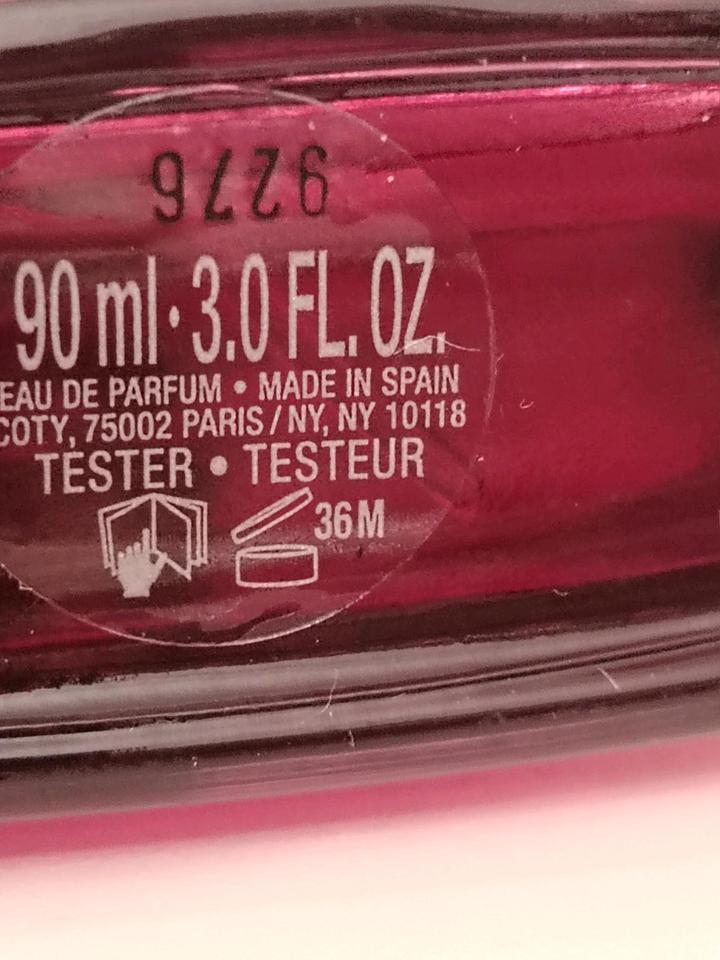 9276
90 ml · 3.0 FL. OZ.
EAU DE PARFUM • MADE IN SPAIN
COTY, 75002 PARIS / NY, NY 10118
TESTER • TESTEUR
36M